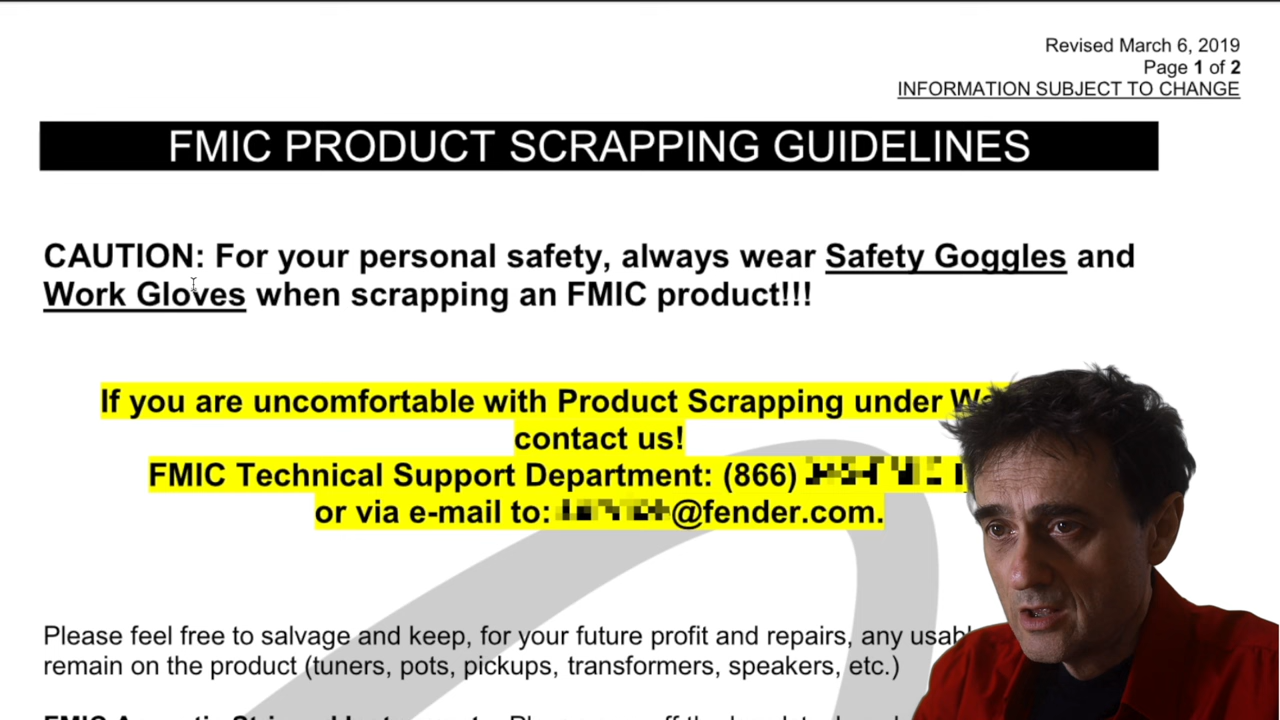 Revised March 6, 2019
Page 1 of 2
INFORMATION SUBJECT TO CHANGE
FMIC PRODUCT SCRAPPING GUIDELINES
CAUTION: For your personal safety, always wear Safety Goggles and
Work Gloves when scrapping an FMIC product!!!
If you are uncomfortable with Product Scrapping under
contact us!
FMIC Technical Support Department: (866)
or via e-mail to: @fender.com.
Please feel free to salvage and keep, for your future profit and repairs, any
remain on the product (tuners, pots, pickups, transformers, speakers, etc.)